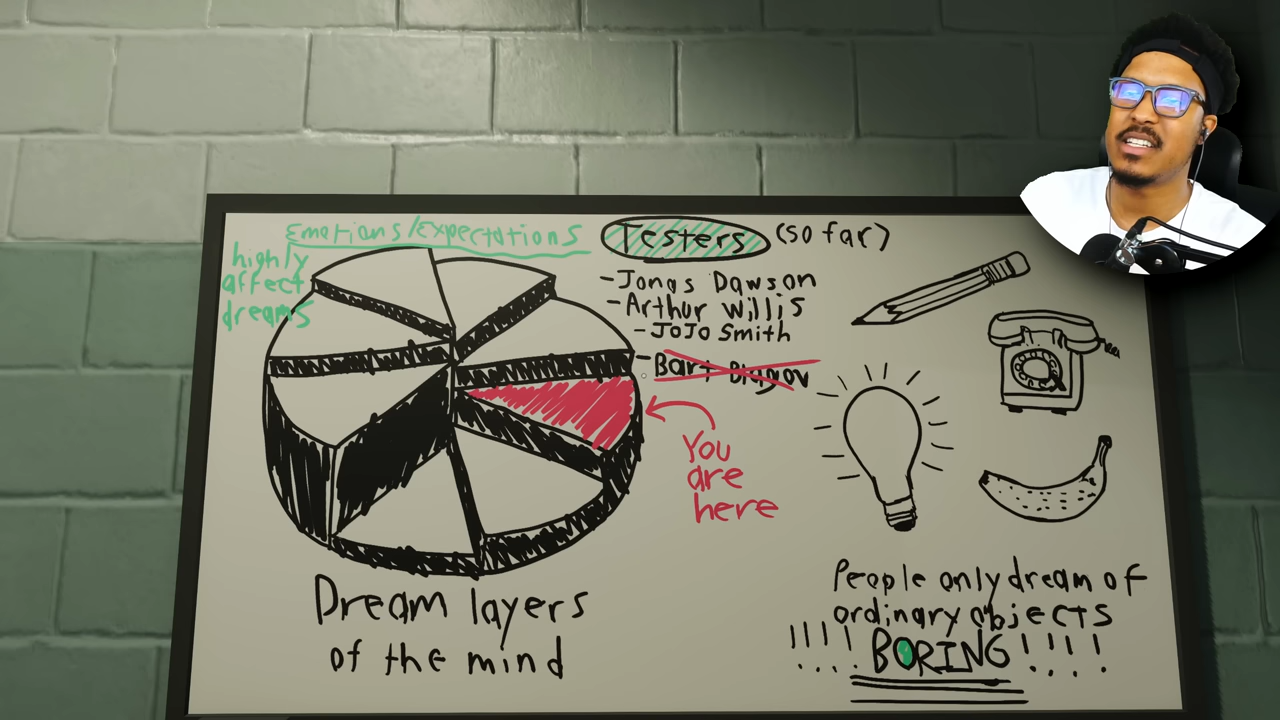 Emotions/Expectations
highly
affect
dreams
Testers (so far)
-Jonas Dawson
-Arthur Willis
-JoJo Smith
-Bart
You
are
here
Dream layers
of the mind
People only dream of
ordinary objects
!!!! BORING !!!!